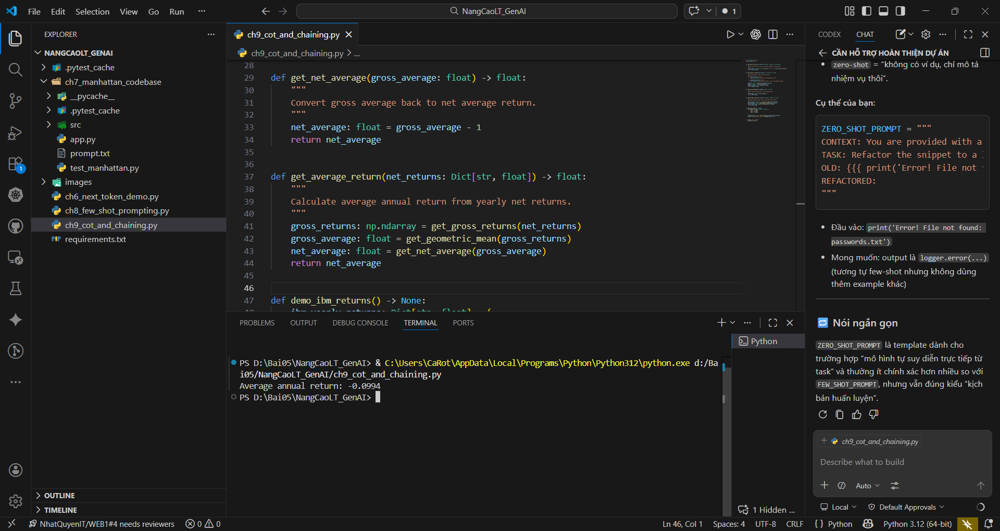 File Edit Selection View Go Run ···
NangCaoLT_GenAI
1
EXPLORER
NANGCAOLT_GENAI
.pytest_cache
ch7_manhattan_codebase
__pycache__
.pytest_cache
src
app.py
prompt.txt
test_manhattan.py
images
ch6_next_token_demo.py
ch8_few_shot_prompting.py
ch9_cot_and_chaining.py
requirements.txt
OUTLINE
TIMELINE
1
ch9_cot_and_chaining.py
ch9_cot_and_chaining.py > ...
28
29 def get_net_average(gross_average: float) -> float:
30 """
31 Convert gross average back to net average return.
32 """
33 net_average: float = gross_average - 1
34 return net_average
35
36
37 def get_average_return(net_returns: Dict[str, float]) -> float:
38 """
39 Calculate average annual return from yearly net returns.
40 """
41 gross_returns: np.ndarray = get_gross_returns(net_returns)
42 gross_average: float = get_geometric_mean(gross_returns)
43 net_average: float = get_net_average(gross_average)
44 return net_average
45
46
47 def demo_ibm_returns() -> None:
PROBLEMS OUTPUT DEBUG CONSOLE TERMINAL PORTS
Python
PS D:\Bai05\NangCaoLT_GenAI> & C:\Users\CaRot\AppData\Local\Programs\Python\Python312\python.exe d:/Ba
i05/NangCaoLT_GenAI/ch9_cot_and_chaining.py
Average annual return: -0.0994
PS D:\Bai05\NangCaoLT_GenAI>
1 Hidden ...
CODEX CHAT
CẦN HỖ TRỢ HOÀN THIỆN DỰ ÁN
• zero-shot = "không có ví dụ, chỉ mô tả
nhiệm vụ thôi".
Cụ thể của bạn:
ZERO_SHOT_PROMPT = """
CONTEXT: You are provided with a
TASK: Refactor the snippet to a
OLD: {{{ print('Error! File not
REFACTORED:
"""
• Đầu vào: print('Error! File not found:
passwords.txt')
• Mong muốn: output là logger.error(...)
(tương tự few-shot nhưng không dùng
thêm example khác)
Nói ngắn gọn
ZERO_SHOT_PROMPT là template dành cho
trường hợp "mô hình tự suy diễn trực tiếp từ
task" và thường ít chính xác hơn nhiều so với
FEW_SHOT_PROMPT, nhưng vẫn đúng kiểu "kịch
bản huấn luyện".
+ ch9_cot_and_chaining.py
Describe what to build
Auto
Local Default Approvals
NhatQuyenIT/WEB1#4 needs reviewers 0 0
Ln 46, Col 1 Spaces: 4 UTF-8 CRLF {} Python Python 3.12 (64-bit)